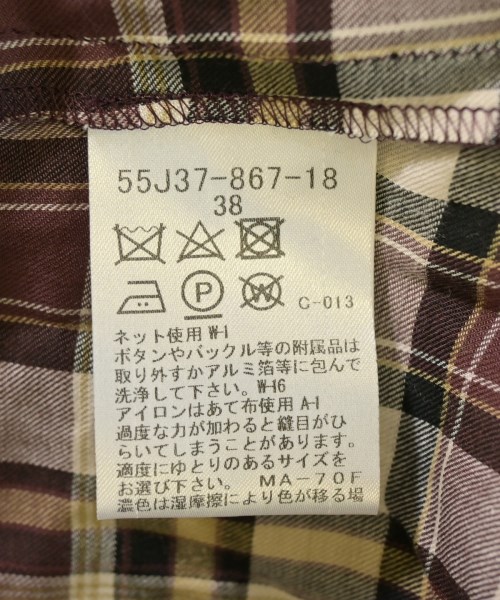 55J37-867-18
38
P W C-013
ネット使用 W-1
ボタンやバックル等の附属品は
取り外すかアルミ箔等に包んで
洗浄して下さい。W-16
アイロンはあて布使用 A-1
過度な力が加わると縫目がひ
らいてしまうことがあります。
適度にゆとりのあるサイズを
お選び下さい。 MA-70F
濃色は湿摩擦により色が移る場